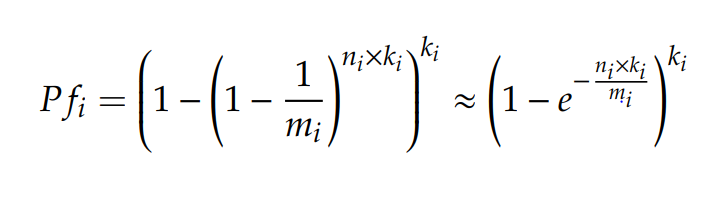 $Pf_i = \left(1 - \left(1 - \frac{1}{m_i}\right)^{n_i \times k_i}\right)^{k_i} \approx \left(1 - e^{-\frac{n_i \times k_i}{m_i}}\right)^{k_i}$